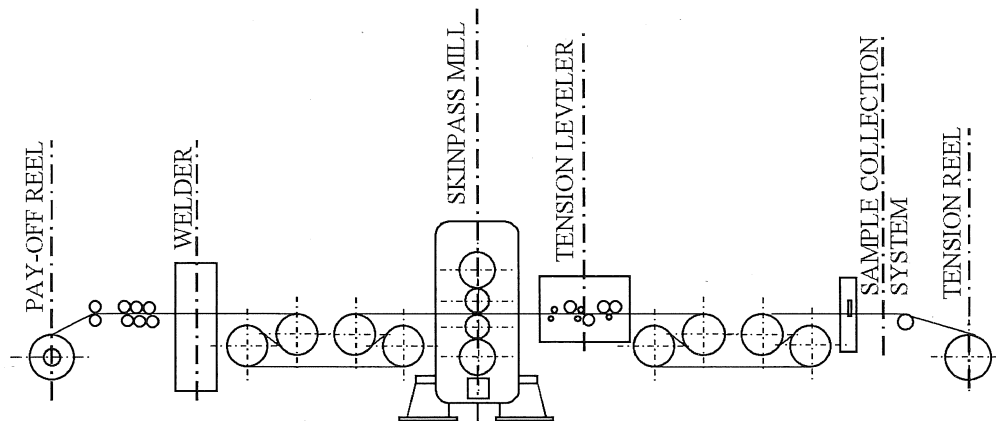 PAY-OFF REEL
WELDER
SKINPASS MILL
TENSION LEVELER
SAMPLE COLLECTION
SYSTEM
TENSION REEL